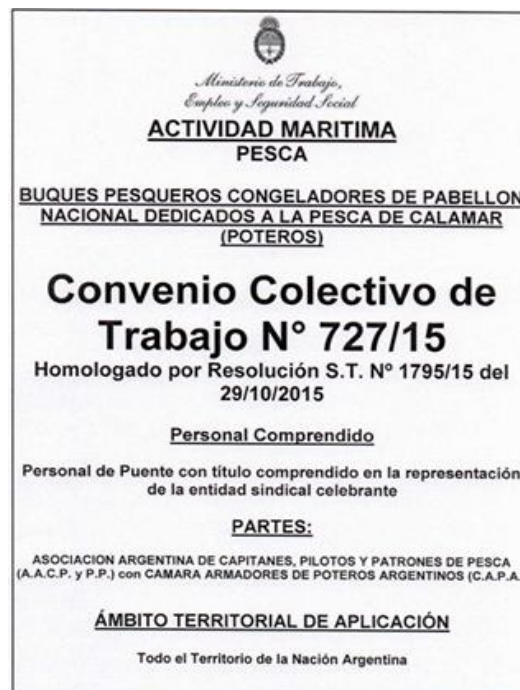 Ministerio de Trabajo,
Empleo y Seguridad Social
ACTIVIDAD MARITIMA
PESCA
BUQUES PESQUEROS CONGELADORES DE PABELLON
NACIONAL DEDICADOS A LA PESCA DE CALAMAR
(POTEROS)
Convenio Colectivo de
Trabajo N° 727/15
Homologado por Resolución S.T. Nº 1795/15 del
29/10/2015
Personal Comprendido
Personal de Puente con título comprendido en la representación
de la entidad sindical celebrante
PARTES:
ASOCIACION ARGENTINA DE CAPITANES, PILOTOS Y PATRONES DE PESCA
(A.A.C.P. y P.P.) con CAMARA ARMADORES DE POTEROS ARGENTINOS (C.A.P.A.
ÁMBITO TERRITORIAL DE APLICACIÓN
Todo el Territorio de la Nación Argentina